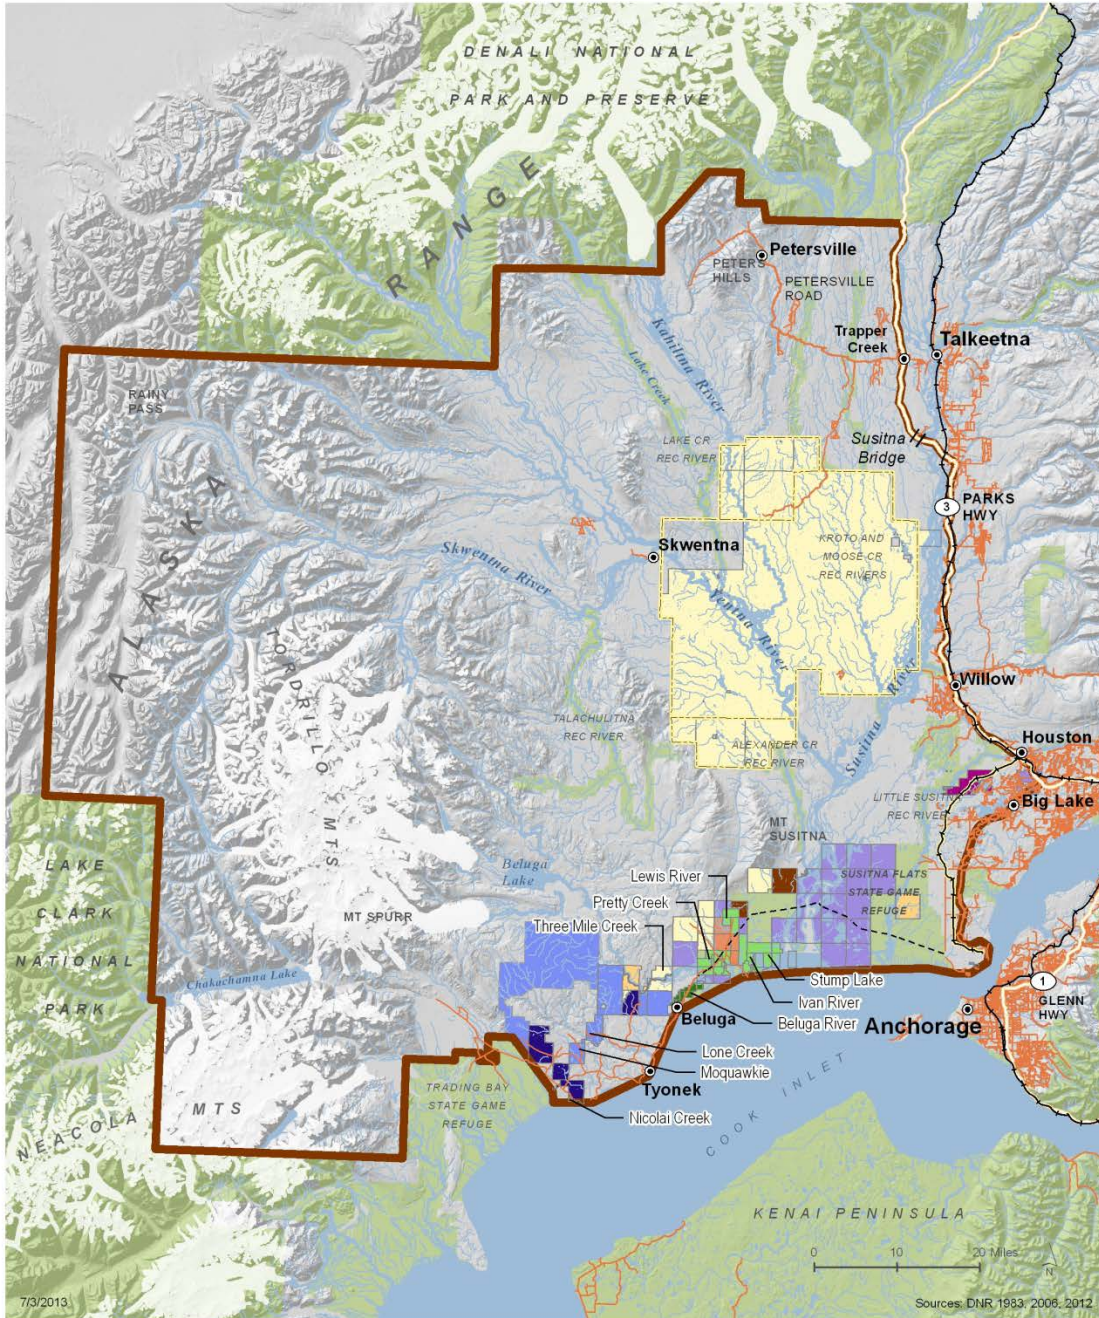 DENALI NATIONAL
PARK AND PRESERVE
ALASKA
RANGE
Petersville
PETERS
HILLS
PETERSVILLE
ROAD
Kahiltna River
Lake Creek
Trapper
Creek
Talkeetna
RAINY
PASS
LAKE CR
REC RIVER
Susitna
Bridge
3
PARKS
HWY
Skwentna
Skwentna River
KROTO AND
MOOSE CR
REC RIVERS
Yentna River
TORDRILLO MTS
Willow
Susitna River
TALACHULITNA
REC RIVER
ALEXANDER CR
REC RIVER
Houston
LITTLE SUSITNA
REC RIVER
Big Lake
MT
SUSITNA
LAKE
CLARK
NATIONAL
PARK
Beluga
Lake
Lewis River
SUSITNA FLATS
STATE GAME
REFUGE
Pretty Creek
MT SPURR
Three Mile Creek
Chakachamna Lake
Stump Lake
Ivan River
Beluga River
Beluga
1
GLENN
HWY
Anchorage
Lone Creek
Moquawkie
Tyonek
TRADING BAY
STATE GAME
REFUGE
Nicolai Creek
NEACOLA MTS
COOK INLET
KENAI PENINSULA
0 10 20 Miles
N
7/3/2013
Sources: DNR 1983, 2006, 2012